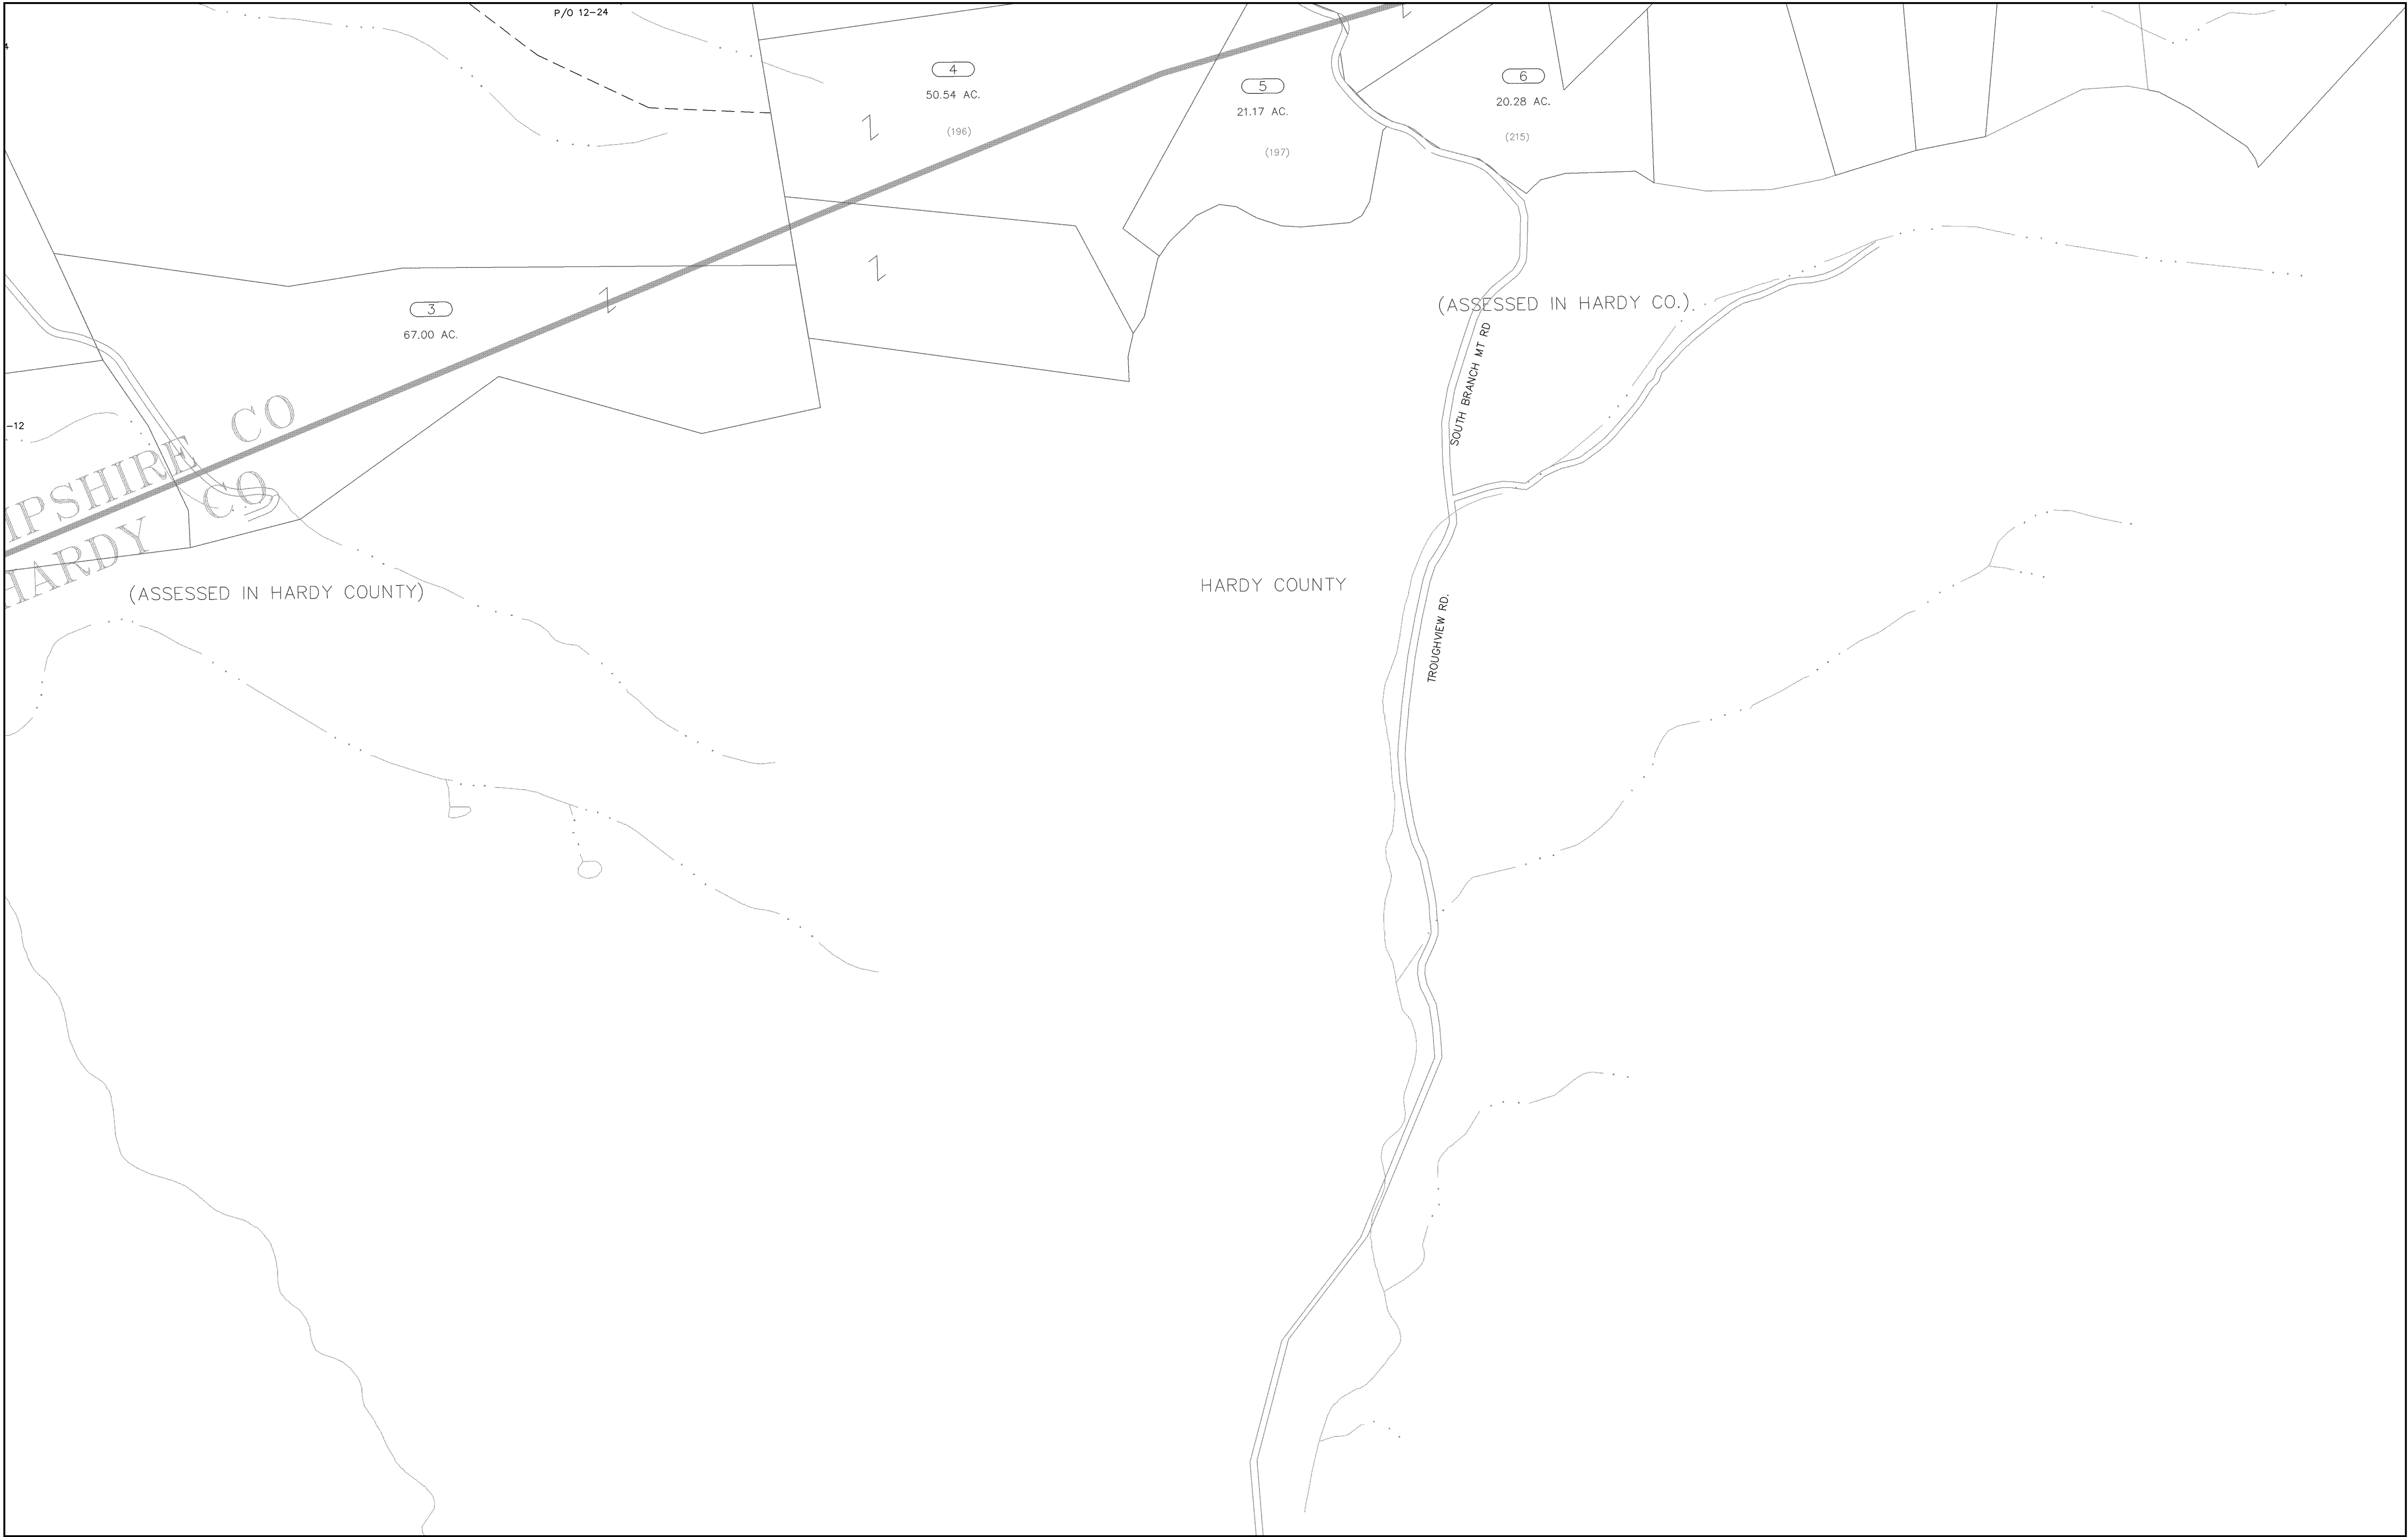 P/O 12-24
4
4
50.54 AC.
(196)
5
21.17 AC.
(197)
6
20.28 AC.
(215)
3
67.00 AC.
(ASSESSED IN HARDY CO.)
SOUTH BRANCH MT RD
-12
IPSHIRE CO
HARDY CO
(ASSESSED IN HARDY COUNTY)
HARDY COUNTY
TROUGHVIEW RD.